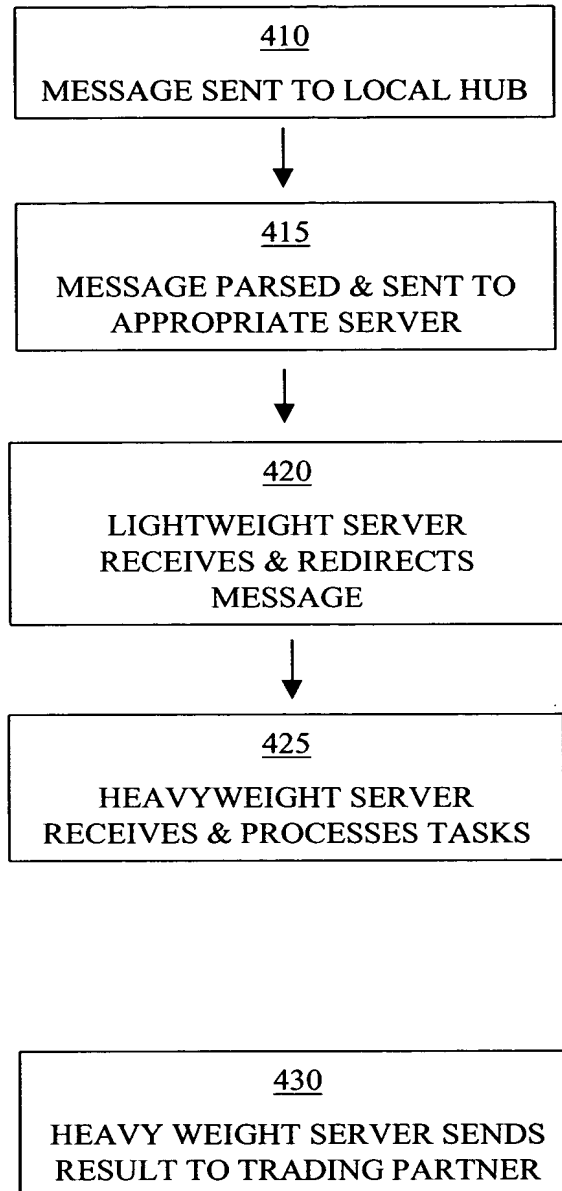 410
MESSAGE SENT TO LOCAL HUB
415
MESSAGE PARSED & SENT TO
APPROPRIATE SERVER
420
LIGHTWEIGHT SERVER
RECEIVES & REDIRECTS
MESSAGE
425
HEAVYWEIGHT SERVER
RECEIVES & PROCESSES TASKS
430
HEAVY WEIGHT SERVER SENDS
RESULT TO TRADING PARTNER